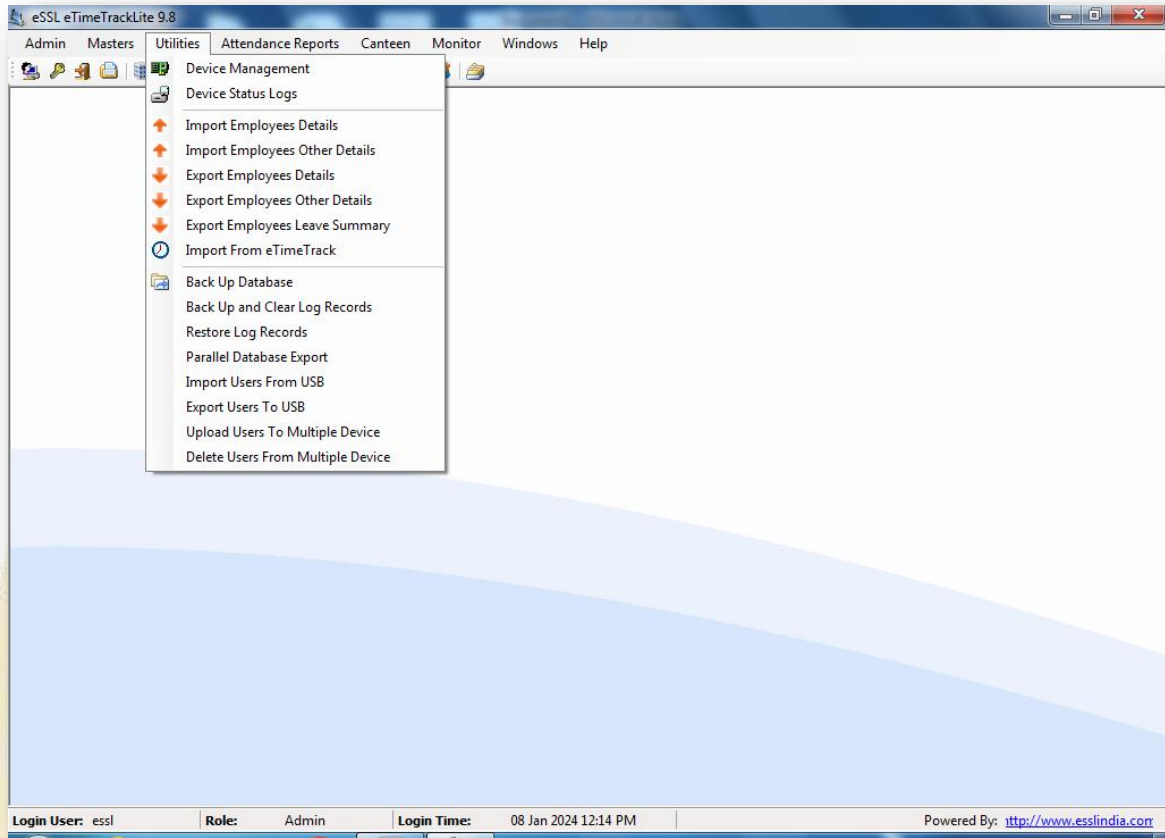 eSSL eTimeTrackLite 9.8
Admin Masters Utilities Attendance Reports Canteen Monitor Windows Help
Device Management
Device Status Logs
Import Employees Details
Import Employees Other Details
Export Employees Details
Export Employees Other Details
Export Employees Leave Summary
Import From eTimeTrack
Back Up Database
Back Up and Clear Log Records
Restore Log Records
Parallel Database Export
Import Users From USB
Export Users To USB
Upload Users To Multiple Device
Delete Users From Multiple Device
Login User: essl Role: Admin Login Time: 08 Jan 2024 12:14 PM Powered By: ttp://www.esslindia.com